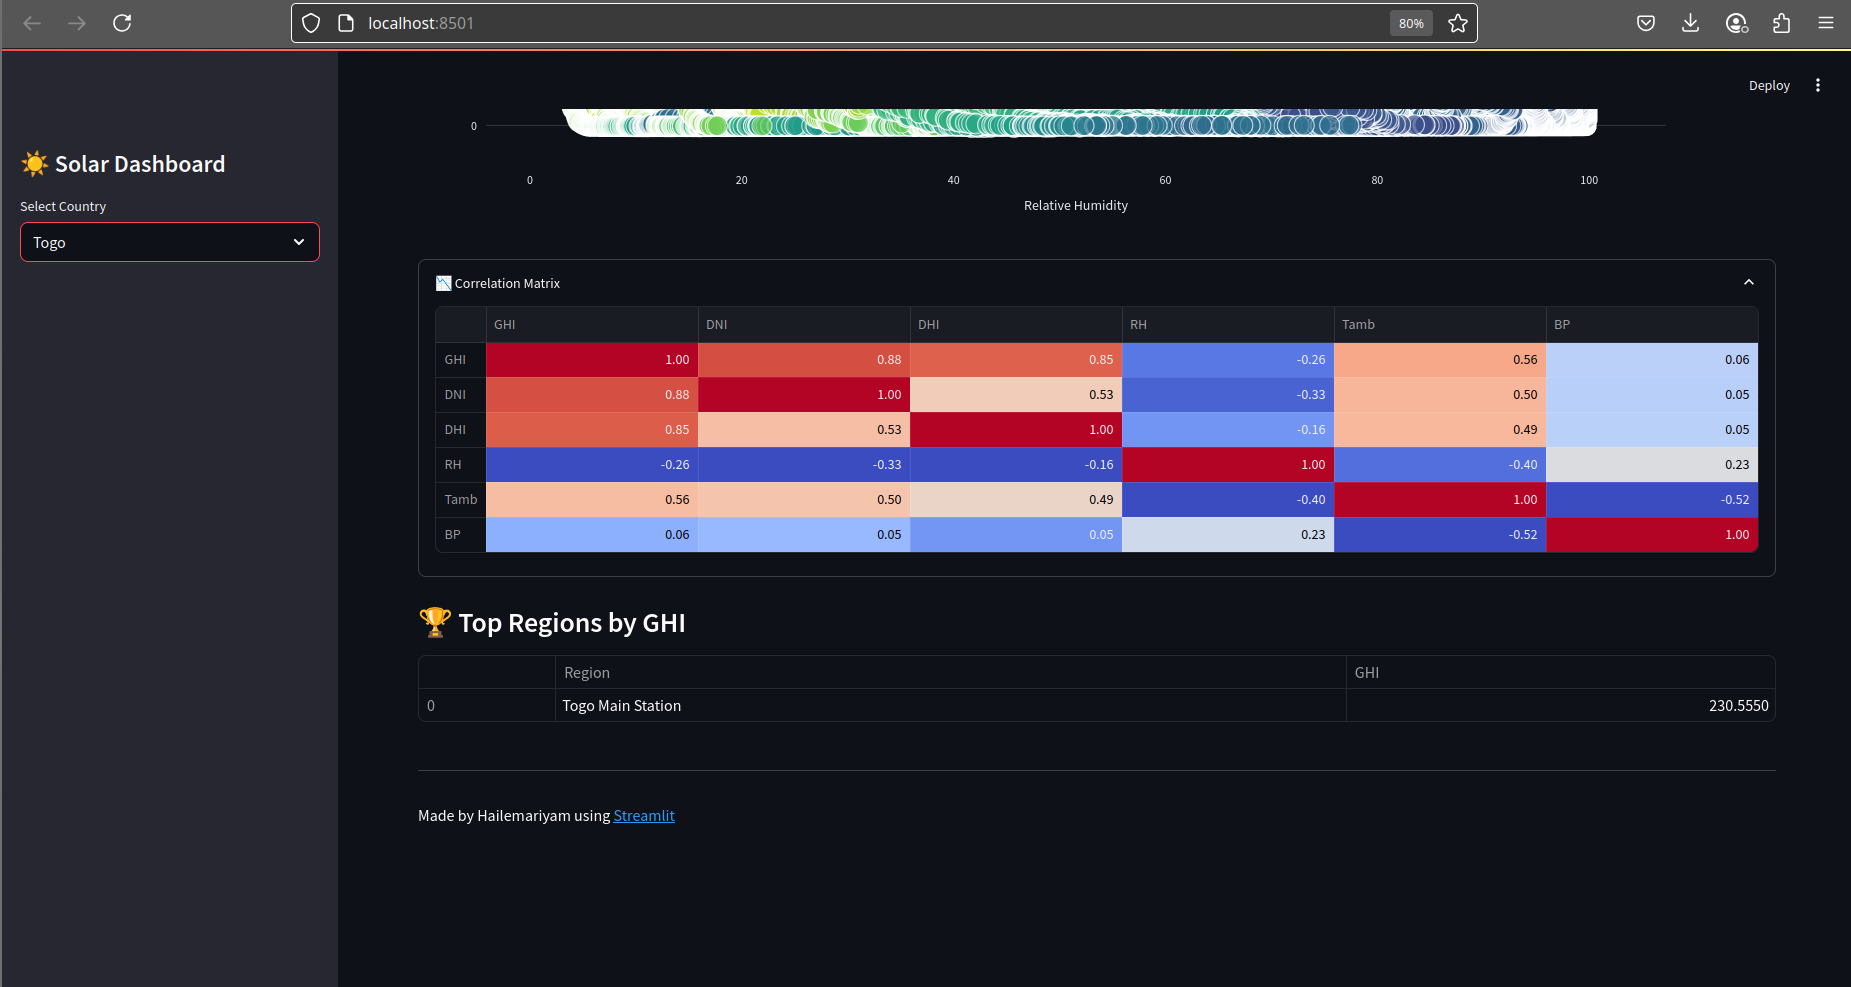 localhost:8501
80%
Deploy
☀️ Solar Dashboard
Select Country
Togo
0
0 20 40 60 80 100
Relative Humidity
📉 Correlation Matrix
GHI DNI DHI RH Tamb BP
GHI 1.00 0.88 0.85 -0.26 0.56 0.06
DNI 0.88 1.00 0.53 -0.33 0.50 0.05
DHI 0.85 0.53 1.00 -0.16 0.49 0.05
RH -0.26 -0.33 -0.16 1.00 -0.40 0.23
Tamb 0.56 0.50 0.49 -0.40 1.00 -0.52
BP 0.06 0.05 0.05 0.23 -0.52 1.00
🏆 Top Regions by GHI
Region GHI
0 Togo Main Station 230.5550
Made by Hailemariyam using Streamlit